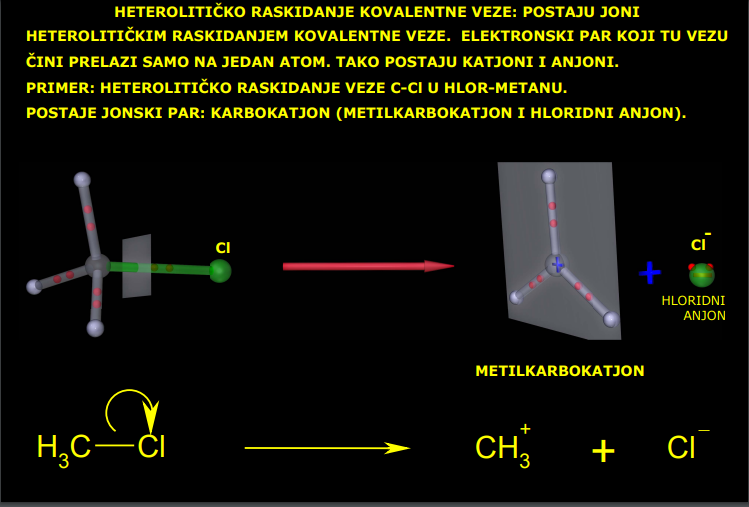 HETEROLITIČKO RASKIDANJE KOVALENTNE VEZE: POSTAJU JONI
HETEROLITIČKIM RASKIDANJEM KOVALENTNE VEZE. ELEKTRONSKI PAR KOJI TU VEZU
ČINI PRELAZI SAMO NA JEDAN ATOM. TAKO POSTAJU KATJONI I ANJONI.
PRIMER: HETEROLITIČKO RASKIDANJE VEZE C-Cl U HLOR-METANU.
POSTAJE JONSKI PAR: KARBOKATJON (METILKARBOKATJON I HLORIDNI ANJON).
Cl
+
+
Cl⁻
HLORIDNI
ANJON
METILKARBOKATJON
H₃C—Cl → CH₃⁺ + Cl⁻